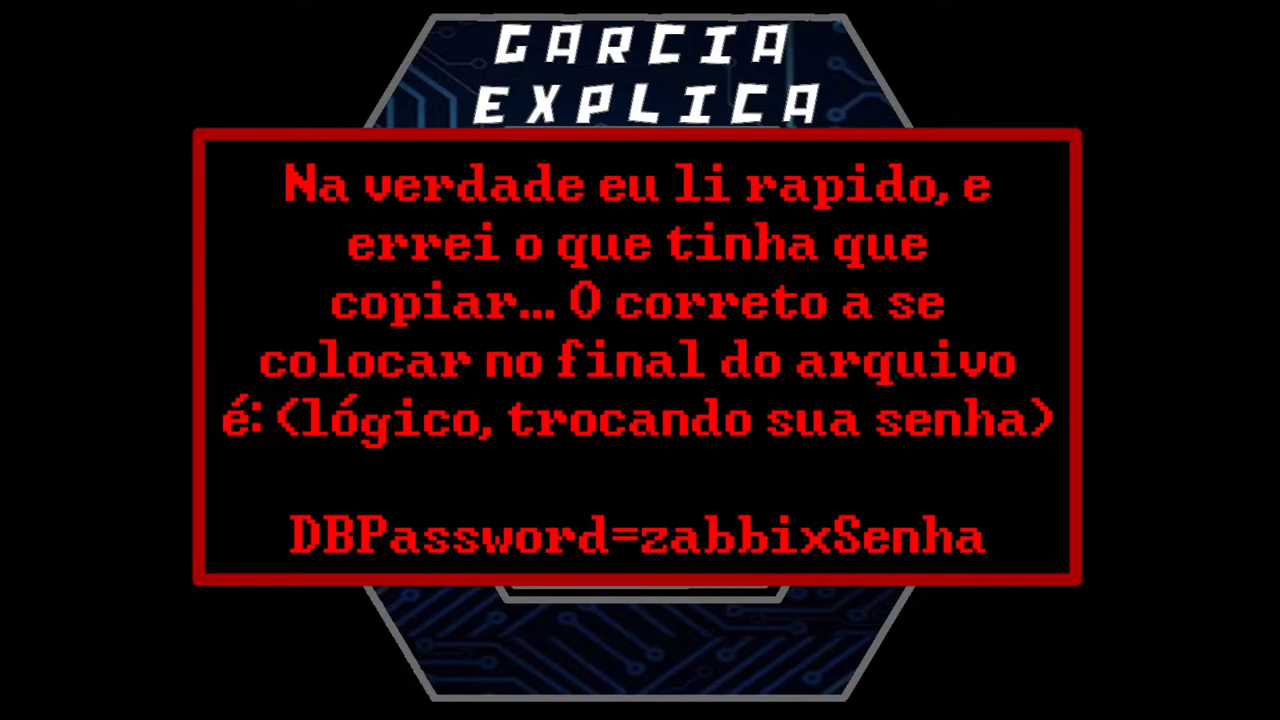 GARCIA
EXPLICA
Na verdade eu li rapido, e
errei o que tinha que
copiar... O correto a se
colocar no final do arquivo
é: (lógico, trocando sua senha)
DBPassword=zabbixSenha